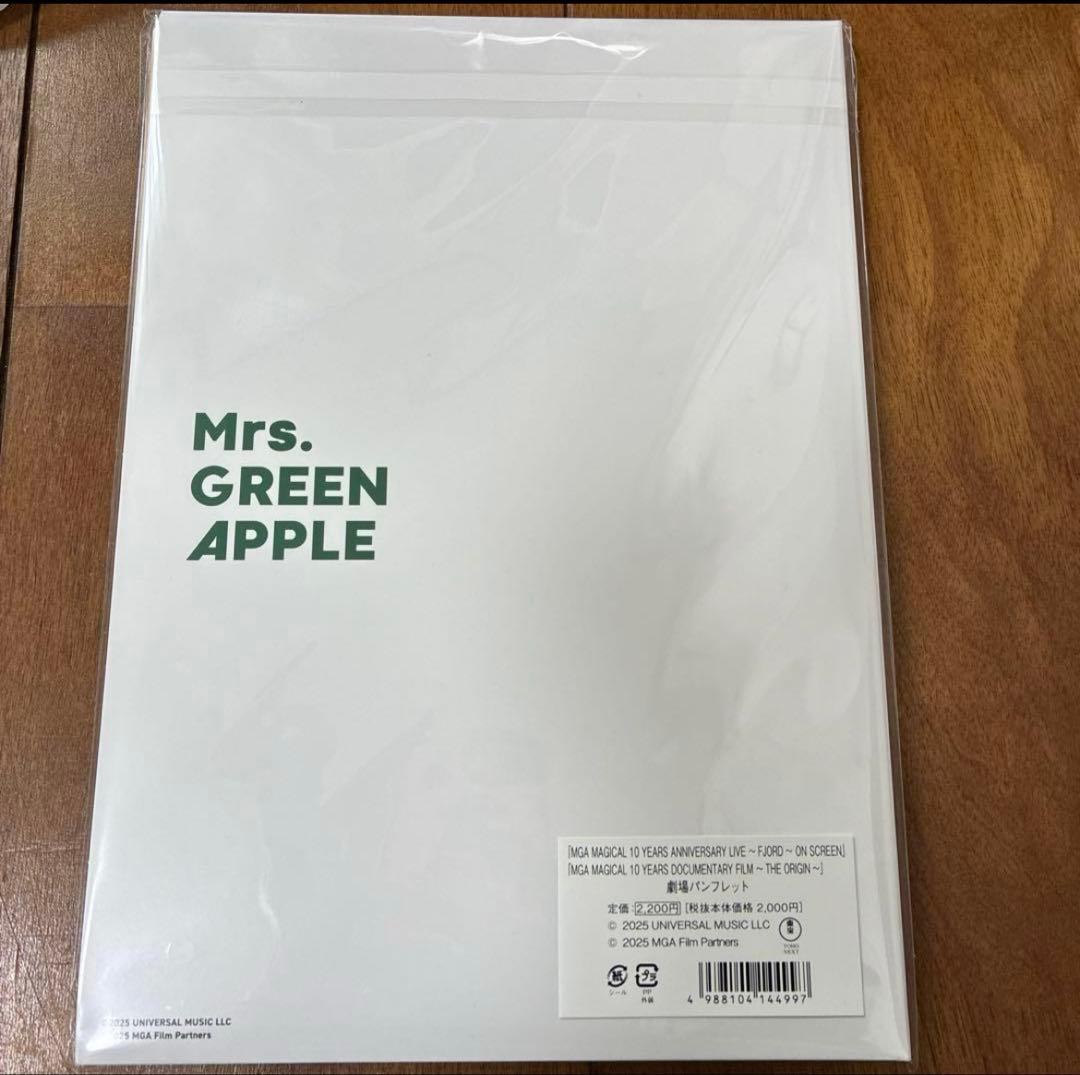 Mrs.
GREEN
APPLE
「MGA MAGICAL 10 YEARS ANNIVERSARY LIVE ～ FJORD ～ ON SCREEN」
「MGA MAGICAL 10 YEARS DOCUMENTARY FILM ～ THE ORIGIN ～」
劇場パンフレット
定価：2,200円 [税抜本体価格 2,000円]
© 2025 UNIVERSAL MUSIC LLC
© 2025 MGA Film Partners
TOHO
NEXT
紙
シール
プラ
PP
外装
4 988104 144997
©2025 UNIVERSAL MUSIC LLC
25 MGA Film Partners